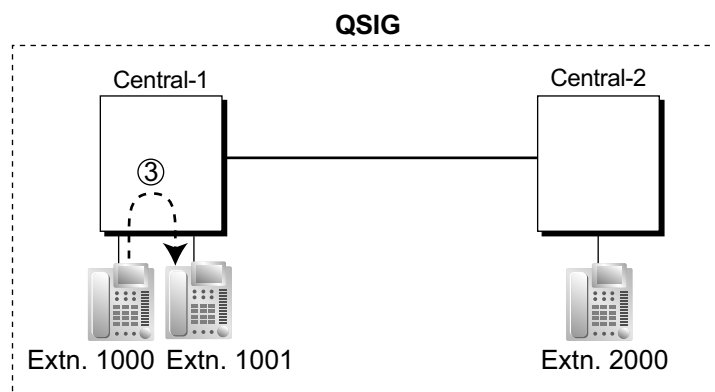 QSIG
Central-1
Central-2
③
Extn. 1000
Extn. 1001
Extn. 2000